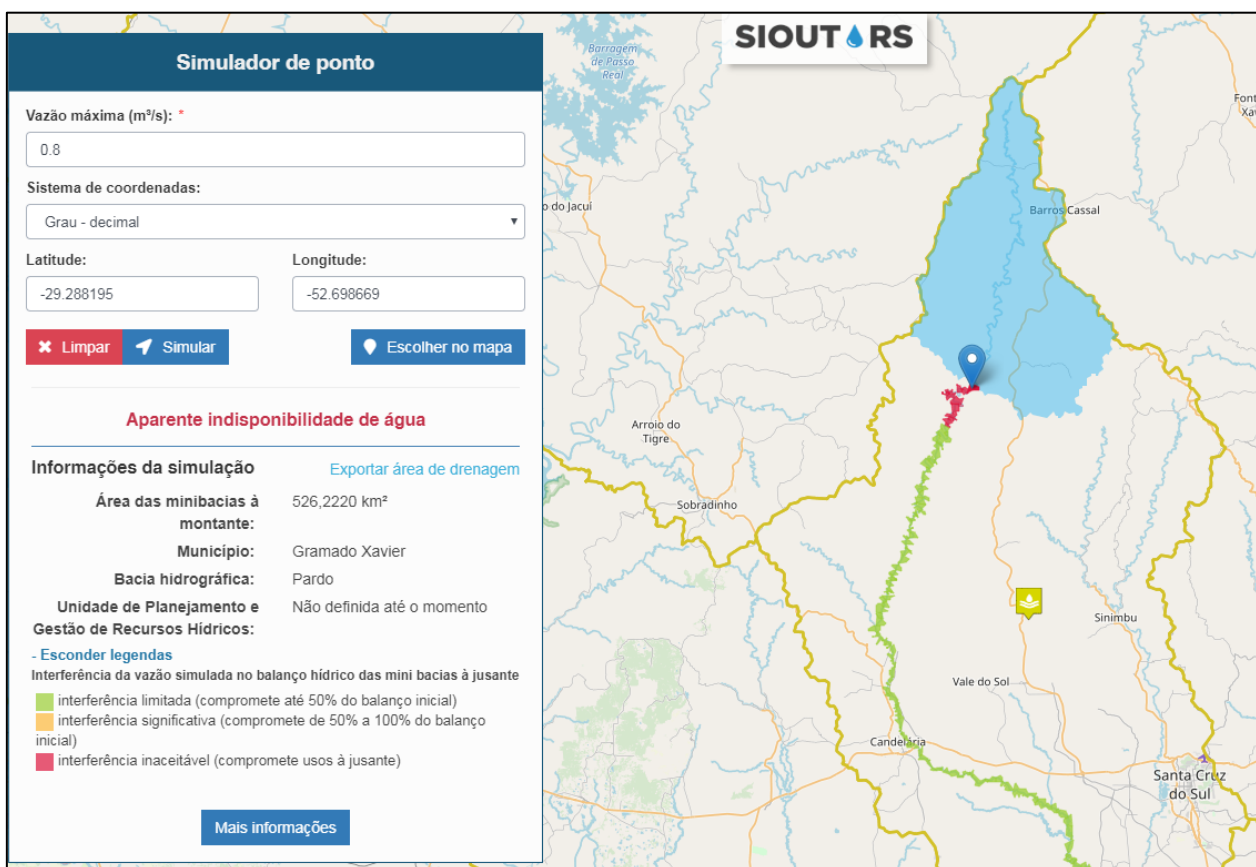 SIOUT RS
Simulador de ponto
Vazão máxima (m³/s): *
0.8
Sistema de coordenadas:
Grau - decimal
Latitude:
Longitude:
-29.288195
-52.698669
Limpar
Simular
Escolher no mapa
Aparente indisponibilidade de água
Informações da simulação
Exportar área de drenagem
Área das minibacias à
montante:
526,2220 km²
Município:
Gramado Xavier
Bacia hidrográfica:
Pardo
Unidade de Planejamento e
Gestão de Recursos Hídricos:
Não definida até o momento
- Esconder legendas
Interferência da vazão simulada no balanço hídrico das mini bacias à jusante
interferência limitada (compromete até 50% do balanço inicial)
interferência significativa (compromete de 50% a 100% do balanço
inicial)
interferência inaceitável (compromete usos à jusante)
Mais informações
Barragem
de Passo
Real
Font
Xa
o do Jacuí
Barros Cassal
Arroio do
Tigre
Sobradinho
Sinimbu
Vale do Sol
Candelária
Santa Cruz
do Sul